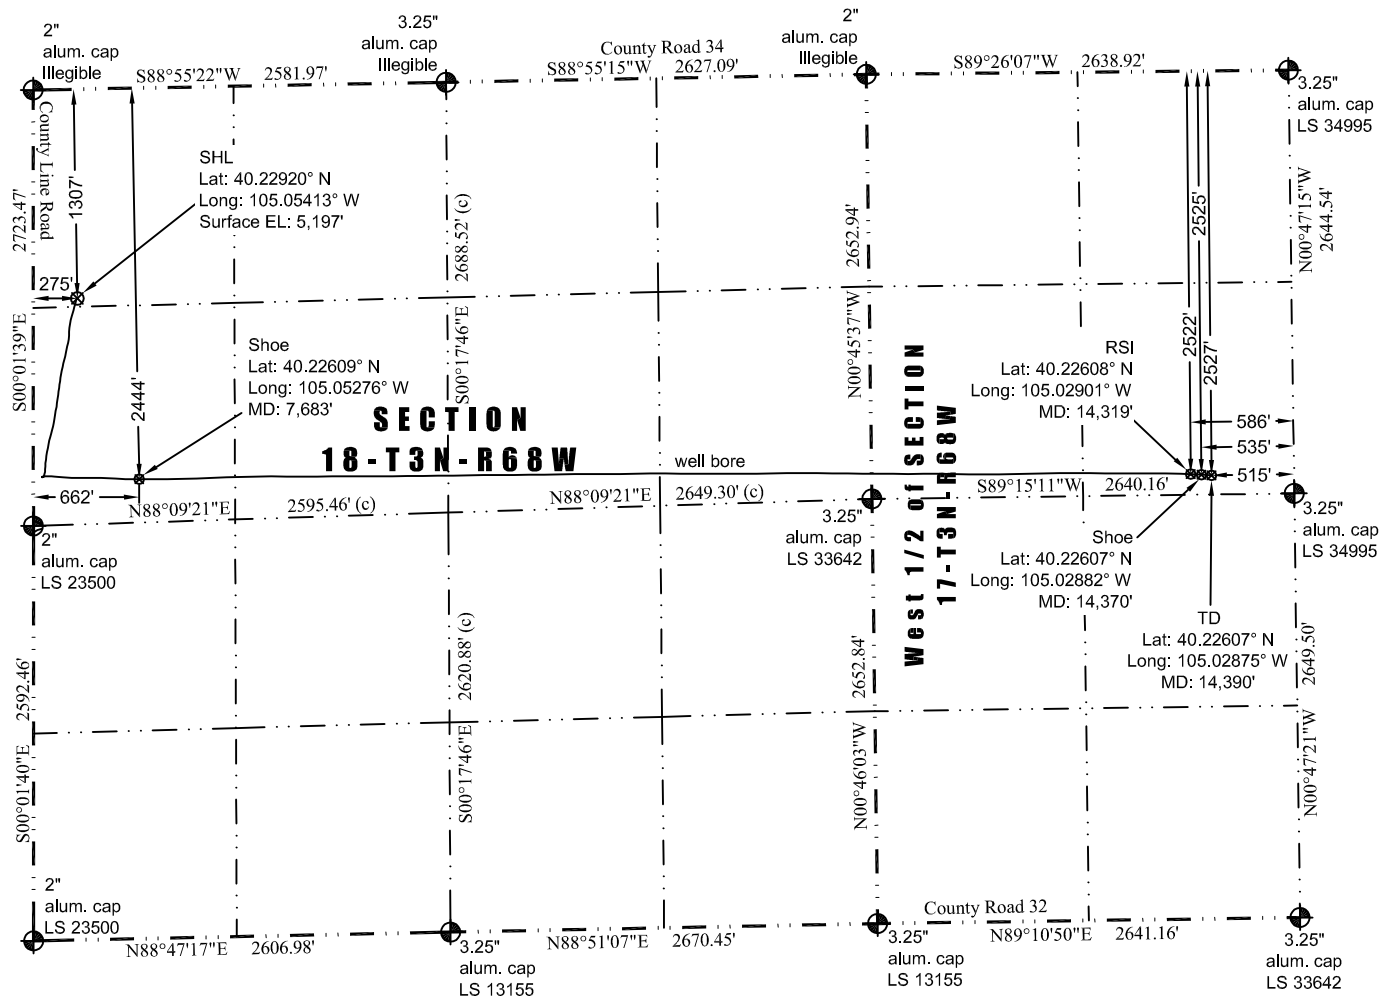 2"
alum. cap
Illegible
3.25"
alum. cap
Illegible
2"
alum. cap
Illegible
County Road 34
S88°55'22"W 2581.97'
S88°55'15"W 2627.09'
S89°26'07"W 2638.92'
3.25"
alum. cap
LS 34995
County Line Road
2723.47'
S00°01'39"E
1307'
275'
SHL
Lat: 40.22920° N
Long: 105.05413° W
Surface EL: 5,197'
2444'
Shoe
Lat: 40.22609° N
Long: 105.05276° W
MD: 7,683'
2688.52' (c)
S00°17'46"E
2652.94'
N00°45'37"W
N00°47'15"W
2644.54'
2525'
2522'
2527'
RSI
Lat: 40.22608° N
Long: 105.02901° W
MD: 14,319'
586'
535'
515'
SECTION
18-T3N-R68W
West 1/2 of SECTION
17-T3N-R68W
well bore
662'
N88°09'21"E 2595.46' (c)
N88°09'21"E 2649.30' (c)
S89°15'11"W 2640.16'
2"
alum. cap
LS 23500
3.25"
alum. cap
LS 33642
3.25"
alum. cap
LS 34995
Shoe
Lat: 40.22607° N
Long: 105.02882° W
MD: 14,370'
TD
Lat: 40.22607° N
Long: 105.02875° W
MD: 14,390'
2592.46'
S00°01'40"E
2620.88' (c)
S00°17'46"E
2652.84'
N00°46'03"W
2649.50'
N00°47'21"W
2"
alum. cap
LS 23500
County Road 32
N88°47'17"E 2606.98'
N88°51'07"E 2670.45'
N89°10'50"E 2641.16'
3.25"
alum. cap
LS 13155
3.25"
alum. cap
LS 13155
3.25"
alum. cap
LS 33642